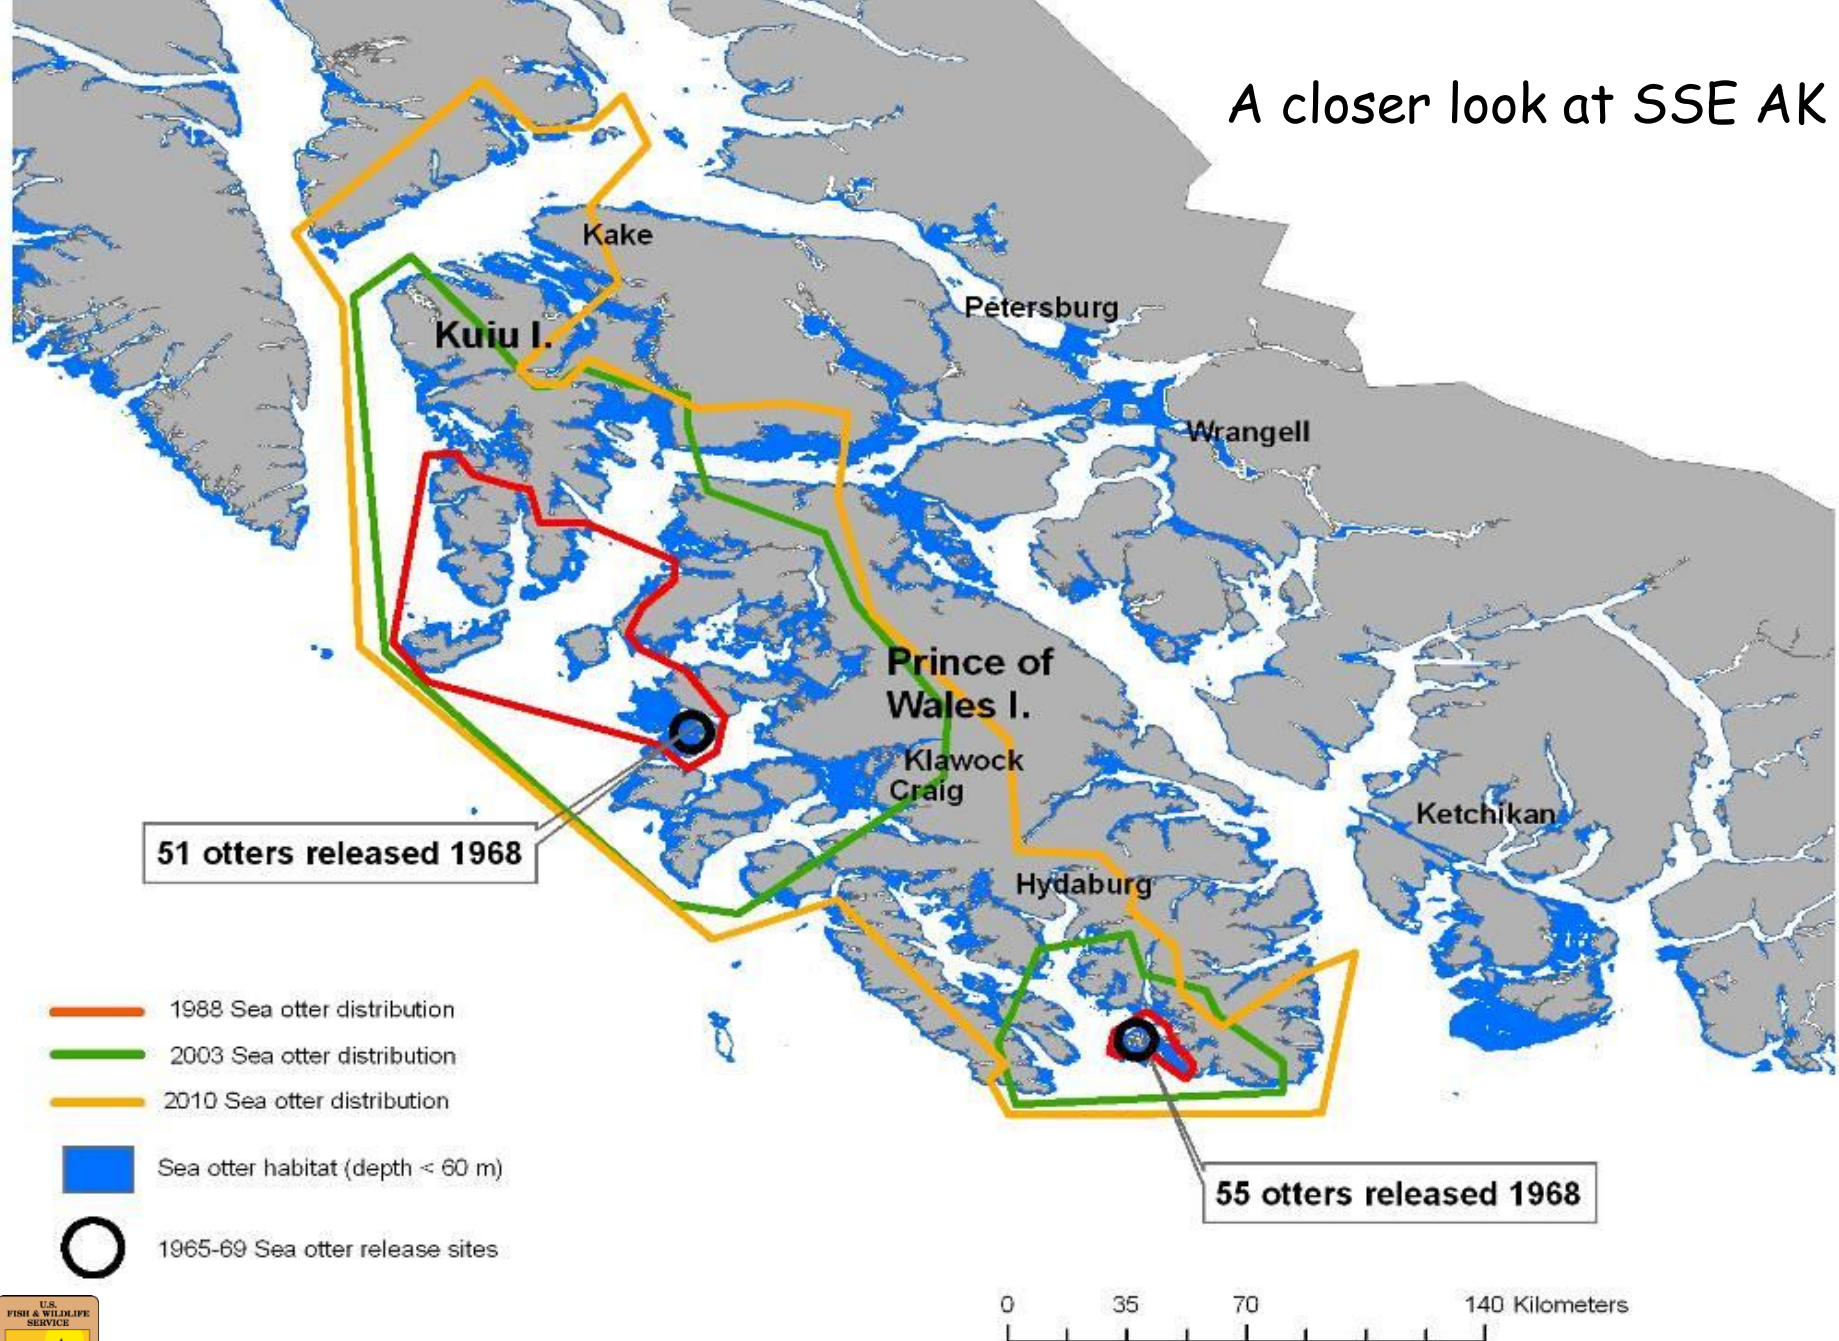 A closer look at SSE AK
Kake
Petersburg
Kuiu I.
Wrangell
Prince of
Wales I.
Klawock
Craig
Ketchikan
51 otters released 1968
Hydaburg
1988 Sea otter distribution
2003 Sea otter distribution
2010 Sea otter distribution
Sea otter habitat (depth < 60 m)
55 otters released 1968
1965-69 Sea otter release sites
U.S.
FISH & WILDLIFE
SERVICE
0 35 70 140 Kilometers